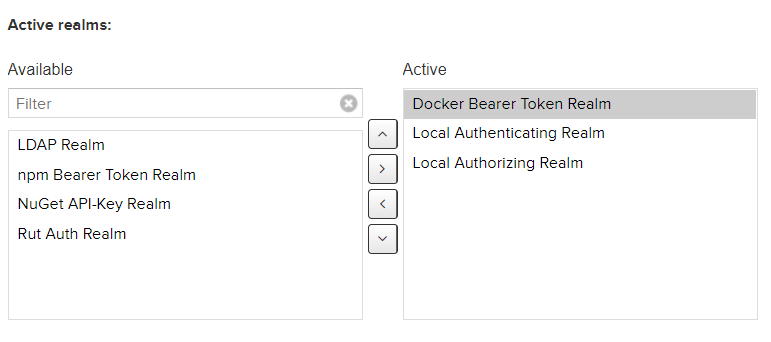 Active realms:
Available
Filter
LDAP Realm
npm Bearer Token Realm
NuGet API-Key Realm
Rut Auth Realm
Active
Docker Bearer Token Realm
Local Authenticating Realm
Local Authorizing Realm